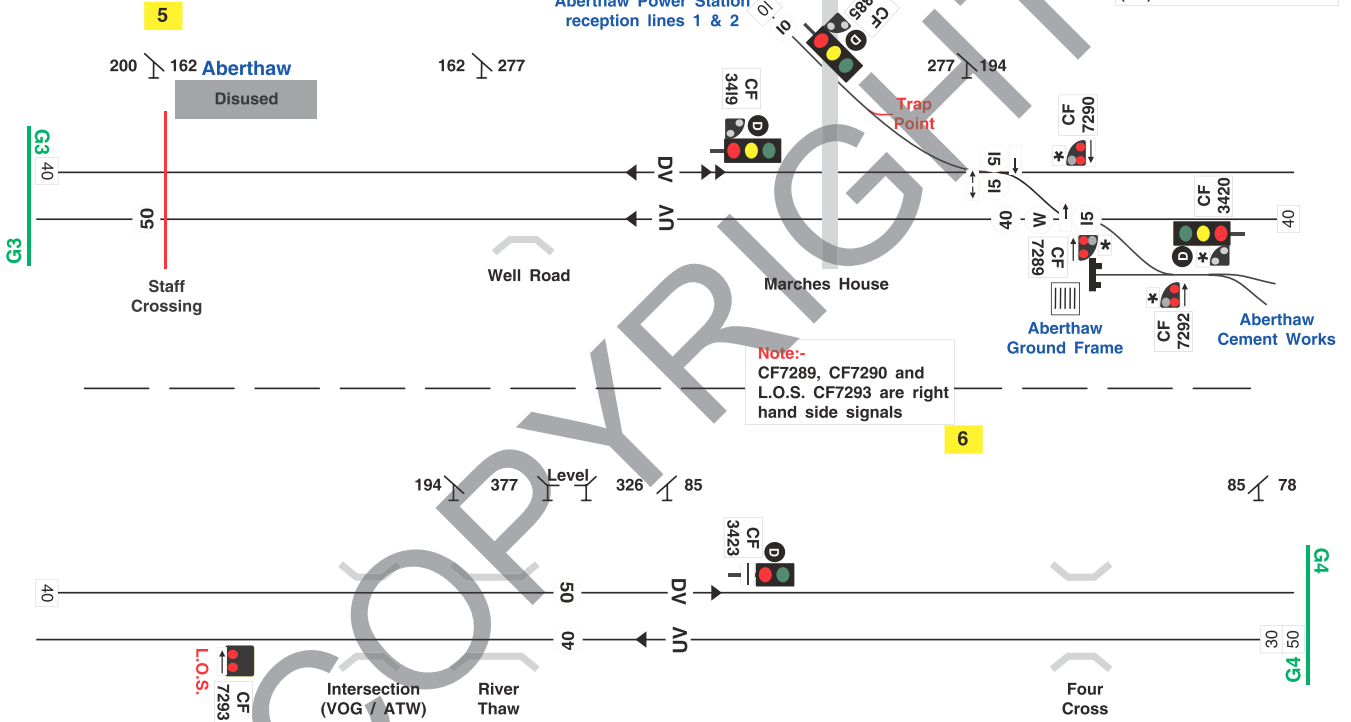 5
Aberthaw Power Station
reception lines 1 & 2
10
10
CF
D
200 162 Aberthaw
Disused
162 277
277 194
CF
3419
D
Trap
Point
CF
7290
*
G3
40
DV
15
15
CF
3420
50
UV
40 W 15
40
G3
Well Road
CF
7289
*
D
*
Staff
Crossing
Marches House
*
CF
7292
Aberthaw
Ground Frame
Aberthaw
Cement Works
Note:-
CF7289, CF7290 and
L.O.S. CF7293 are right
hand side signals
6
194 377 Level 326 85
85 78
CF
3423
D
G4
40
50
DV
40
UV
30 50
G4
L.O.S.
CF
7293
Intersection
(VOG / ATW)
River
Thaw
Four
Cross
COPYRIGHT